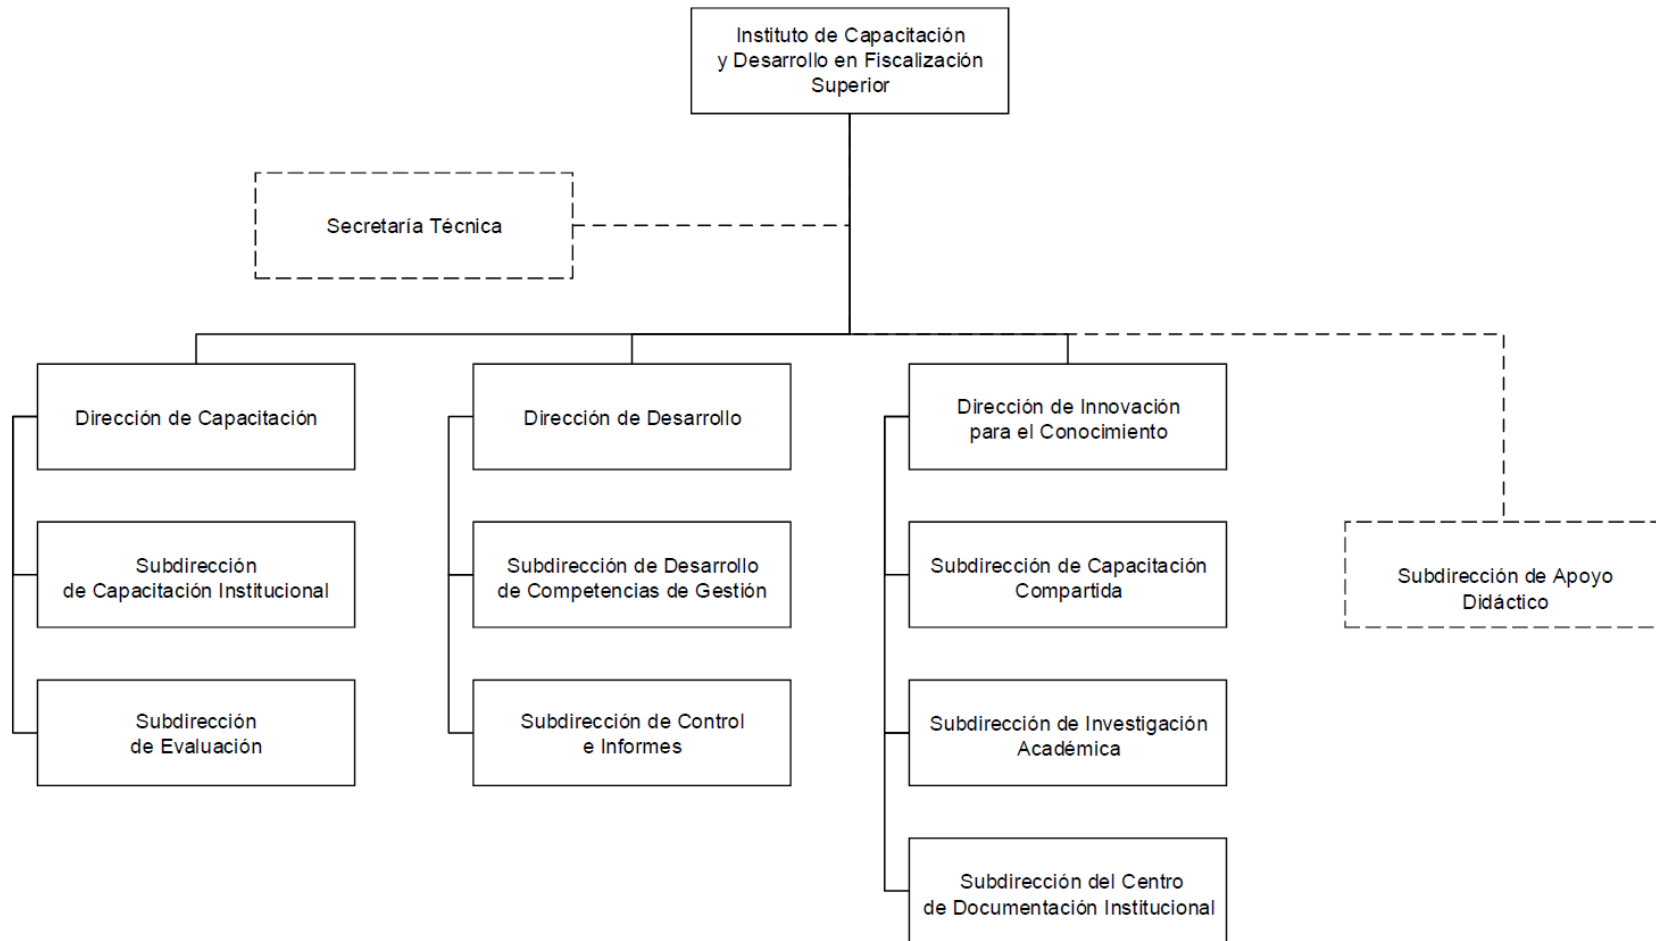 Instituto de Capacitación
y Desarrollo en Fiscalización
Superior
Secretaría Técnica
Dirección de Capacitación
Dirección de Desarrollo
Dirección de Innovación
para el Conocimiento
Subdirección
de Capacitación Institucional
Subdirección de Desarrollo
de Competencias de Gestión
Subdirección de Capacitación
Compartida
Subdirección de Apoyo
Didáctico
Subdirección
de Evaluación
Subdirección de Control
e Informes
Subdirección de Investigación
Académica
Subdirección del Centro
de Documentación Institucional